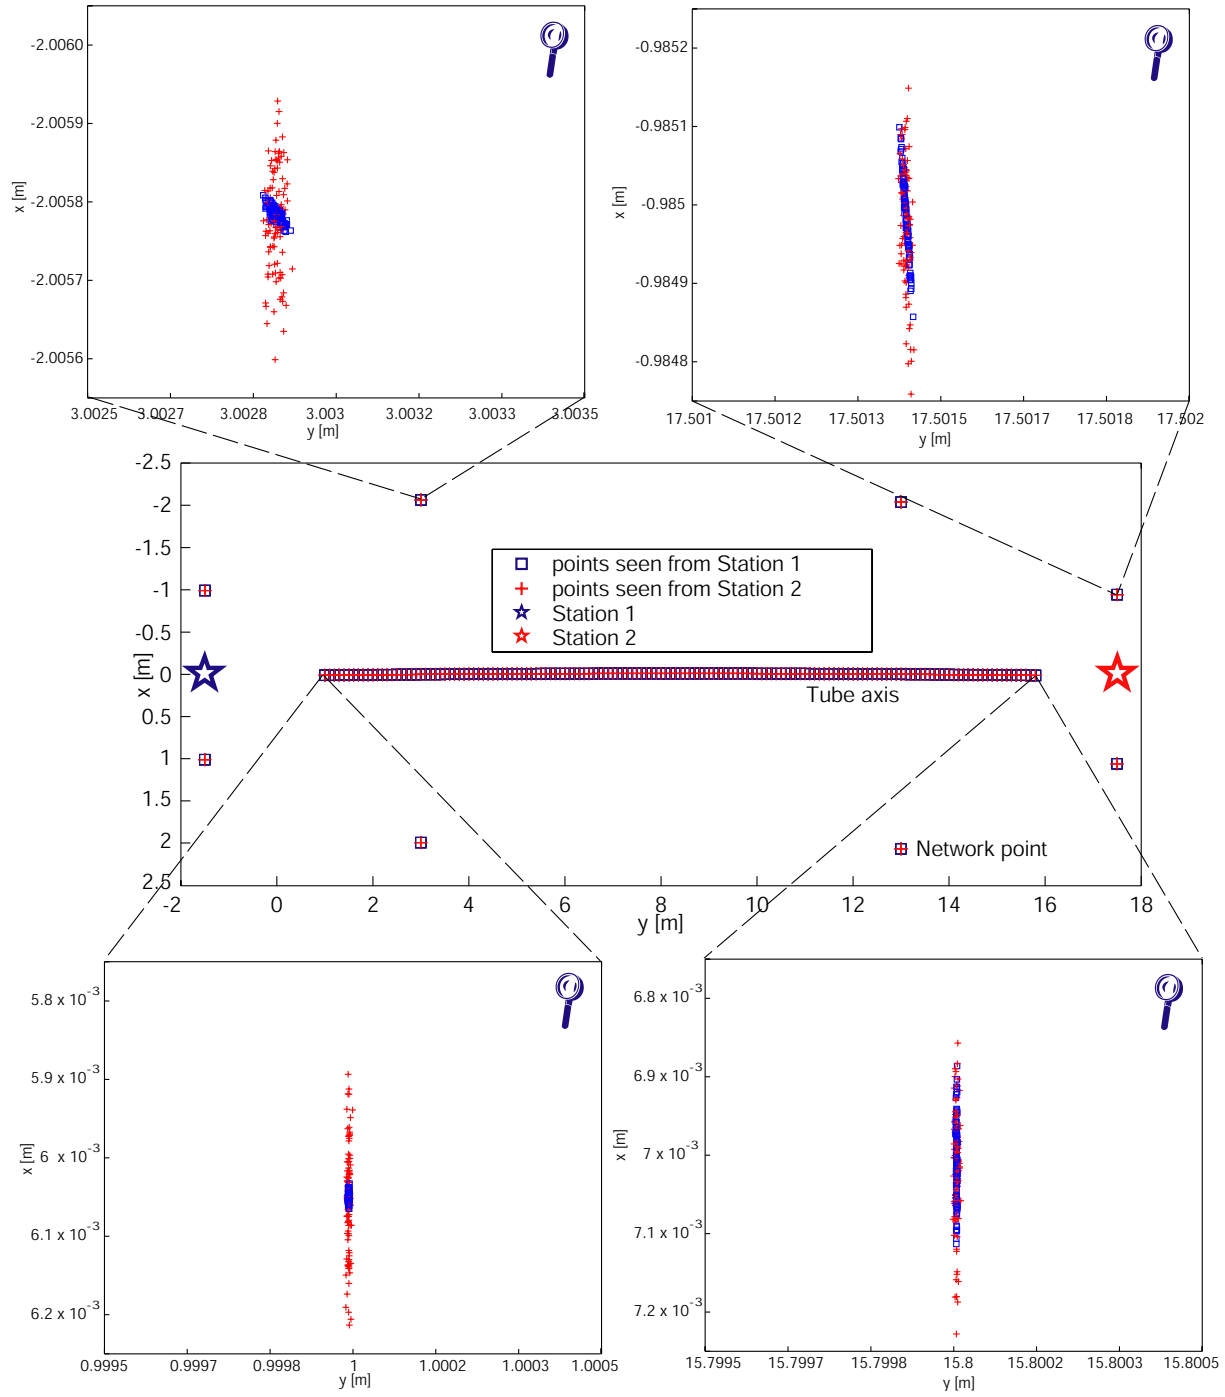 -2.0060
-2.0059
-2.0058
-2.0057
-2.0056
x [m]
3.0025 3.0027 3.0028 3.003 3.0032 3.0033 3.0035
y [m]
-0.9852
-0.9851
-0.985
-0.9849
-0.9848
x [m]
17.501 17.5012 17.5013 17.5015 17.5017 17.5018 17.502
y [m]
-2.5
-2
-1.5
-1
-0.5
0
0.5
1
1.5
2
2.5
x [m]
points seen from Station 1
points seen from Station 2
Station 1
Station 2
Tube axis
Network point
-2 0 2 4 6 8 10 12 14 16 18
y [m]
5.8 x 10^-3
5.9 x 10^-3
6 x 10^-3
6.1 x 10^-3
6.2 x 10^-3
x [m]
0.9995 0.9997 0.9998 1 1.0002 1.0003 1.0005
y [m]
6.8 x 10^-3
6.9 x 10^-3
7 x 10^-3
7.1 x 10^-3
7.2 x 10^-3
x [m]
15.7995 15.7997 15.7998 15.8 15.8002 15.8003 15.8005
y [m]